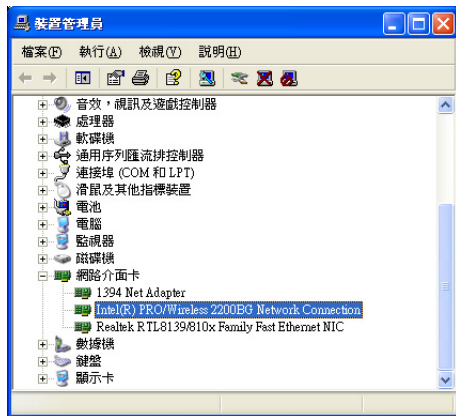 裝置管理員
檔案(F) 執行(A) 檢視(V) 說明(H)
音效，視訊及遊戲控制器
處理器
軟碟機
通用序列匯流排控制器
連接埠 (COM 和 LPT)
滑鼠及其他指標裝置
電池
電腦
監視器
磁碟機
網路介面卡
1394 Net Adapter
Intel(R) PRO/Wireless 2200BG Network Connection
Realtek RTL8139/810x Family Fast Ethernet NIC
數據機
鍵盤
顯示卡